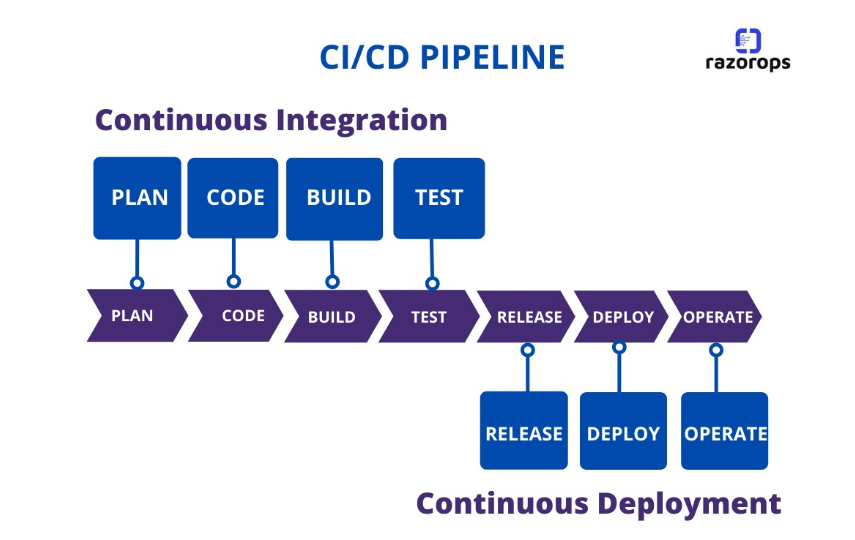 CI/CD PIPELINE
razorops
Continuous Integration
PLAN CODE BUILD TEST
PLAN CODE BUILD TEST RELEASE DEPLOY OPERATE
RELEASE DEPLOY OPERATE
Continuous Deployment